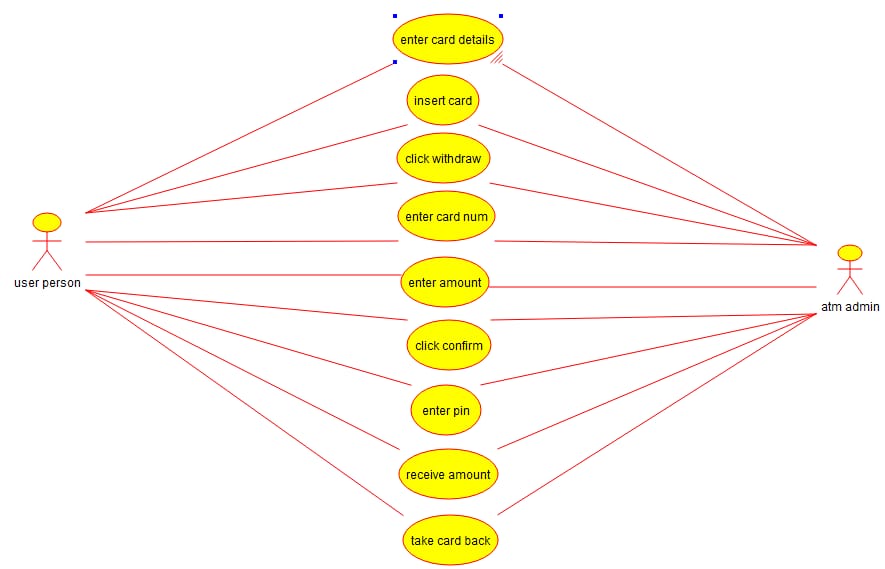 enter card details
insert card
click withdraw
enter card num
user person
enter amount
atm admin
click confirm
enter pin
receive amount
take card back